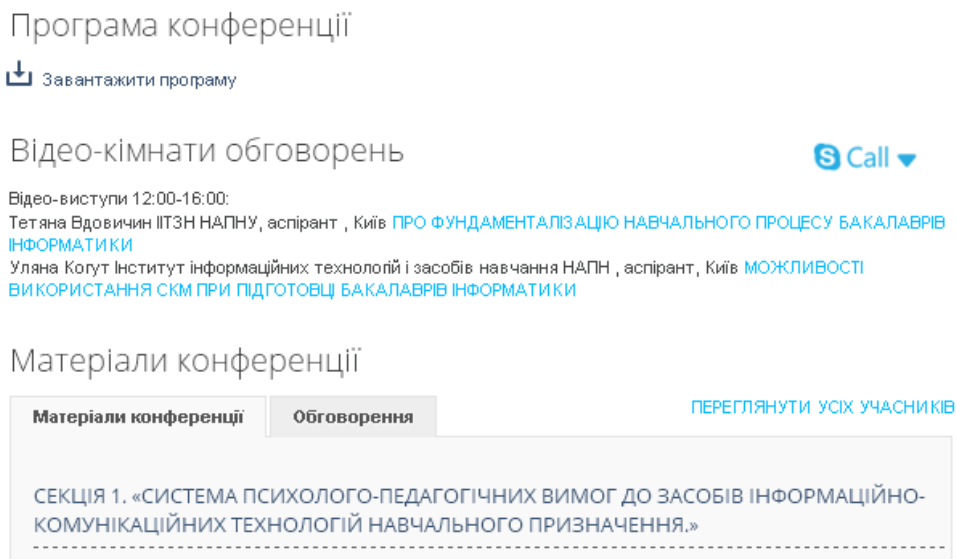 Програма конференції
Завантажити програму
Відео-кімнати обговорень
S Call
Відео-виступи 12:00-16:00:
Тетяна Вдовичин ІІТЗН НАПНУ, аспірант , Київ ПРО ФУНДАМЕНТАЛІЗАЦІЮ НАВЧАЛЬНОГО ПРОЦЕСУ БАКАЛАВРІВ
ІНФОРМАТИКИ
Уляна Когут Інститут інформаційних технологій і засобів навчання НАПН , аспірант, Київ МОЖЛИВОСТІ
ВИКОРИСТАННЯ СКМ ПРИ ПІДГОТОВЦІ БАКАЛАВРІВ ІНФОРМАТИКИ
Матеріали конференції
Матеріали конференції
Обговорення
ПЕРЕГЛЯНУТИ УСІХ УЧАСНИКІВ
СЕКЦІЯ 1. «СИСТЕМА ПСИХОЛОГО-ПЕДАГОГІЧНИХ ВИМОГ ДО ЗАСОБІВ ІНФОРМАЦІЙНО-
КОМУНІКАЦІЙНИХ ТЕХНОЛОГІЙ НАВЧАЛЬНОГО ПРИЗНАЧЕННЯ.»